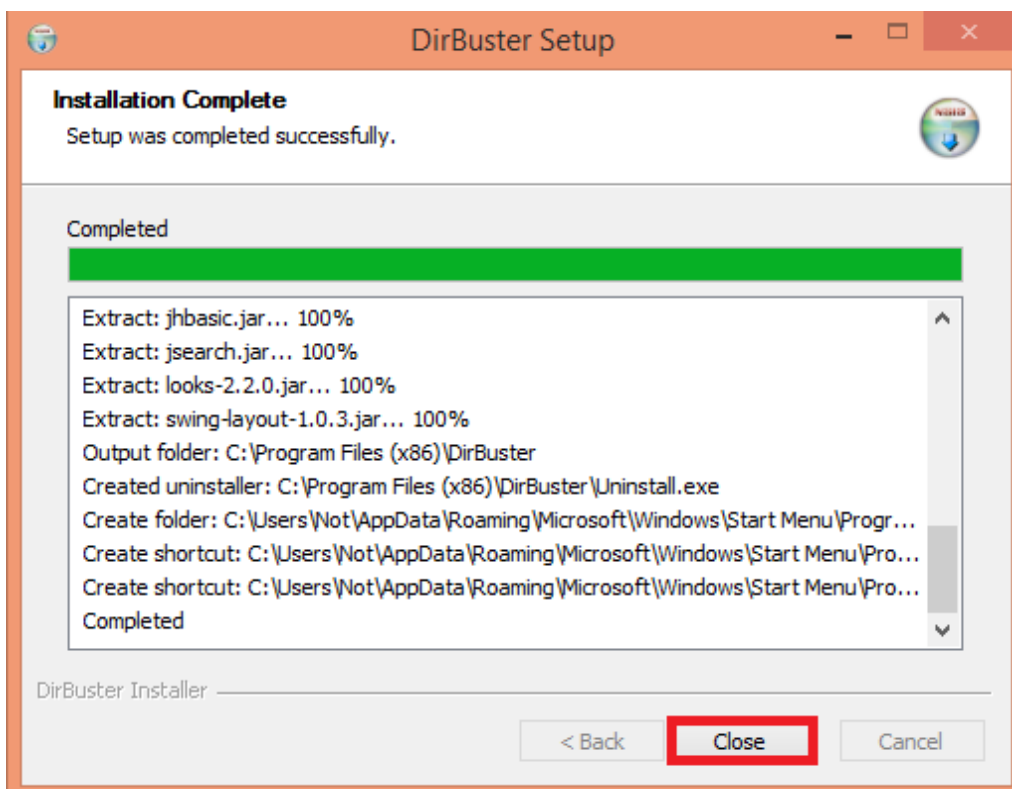 DirBuster Setup
Installation Complete
Setup was completed successfully.
Completed
Extract: jhbasic.jar... 100%
Extract: jsearch.jar... 100%
Extract: looks-2.2.0.jar... 100%
Extract: swing-layout-1.0.3.jar... 100%
Output folder: C:\Program Files (x86)\DirBuster
Created uninstaller: C:\Program Files (x86)\DirBuster\Uninstall.exe
Create folder: C:\Users\Not\AppData\Roaming\Microsoft\Windows\Start Menu\Progr...
Create shortcut: C:\Users\Not\AppData\Roaming\Microsoft\Windows\Start Menu\Pro...
Create shortcut: C:\Users\Not\AppData\Roaming\Microsoft\Windows\Start Menu\Pro...
Completed
DirBuster Installer
< Back Close Cancel